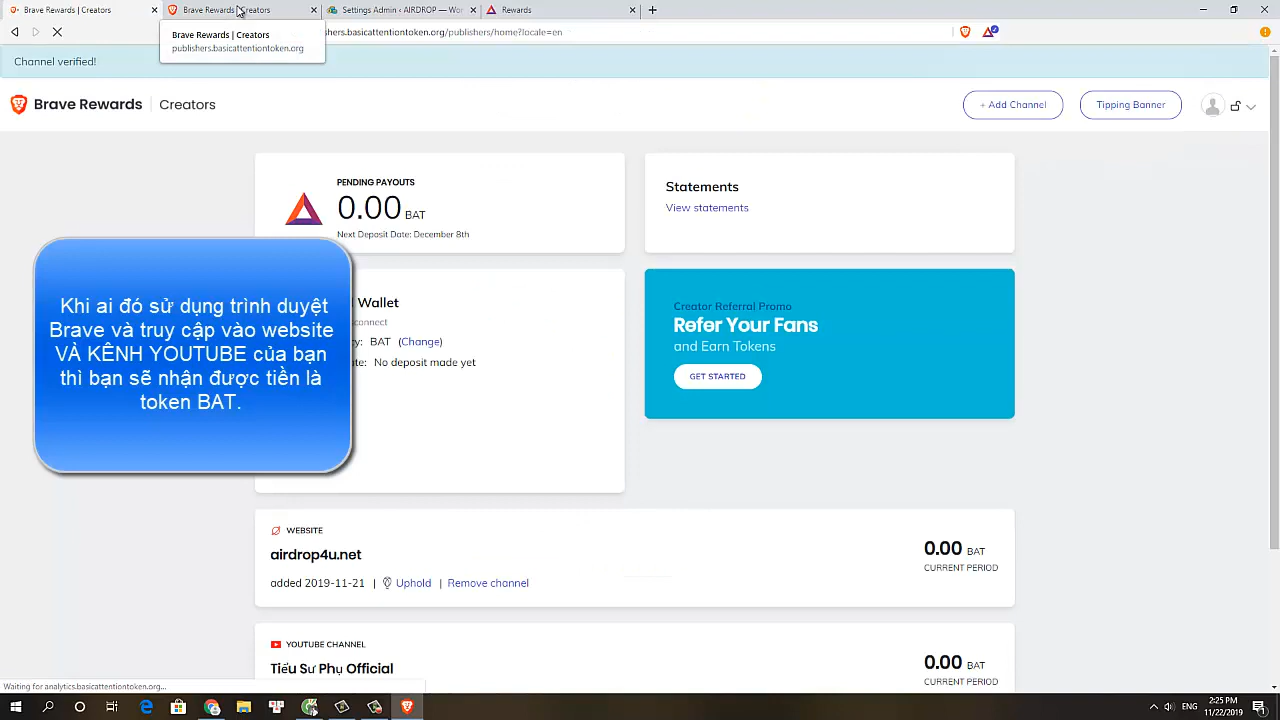 Brave Rewards | Creators
Brave Rewards | Creators
Settings Admin ‹ AIRDROP — Wor
Rewards
Brave Rewards | Creators
publishers.basicattentiontoken.org
hers.basicattentiontoken.org/publishers/home?locale=en
Channel verified!
Brave Rewards | Creators
+ Add Channel
Tipping Banner
PENDING PAYOUTS
0.00 BAT
Next Deposit Date: December 8th
Statements
View statements
Wallet
connect
y: BAT (Change)
te: No deposit made yet
Creator Referral Promo
Refer Your Fans
and Earn Tokens
GET STARTED
Khi ai đó sử dụng trình duyệt
Brave và truy cập vào website
VÀ KÊNH YOUTUBE của bạn
thì bạn sẽ nhận được tiền là
token BAT.
WEBSITE
airdrop4u.net
added 2019-11-21 | Uphold | Remove channel
0.00 BAT
CURRENT PERIOD
YOUTUBE CHANNEL
Tiểu Sư Phụ Official
0.00 BAT
CURRENT PERIOD
Waiting for analytics.basicattentiontoken.org...
2:25 PM
11/22/2019